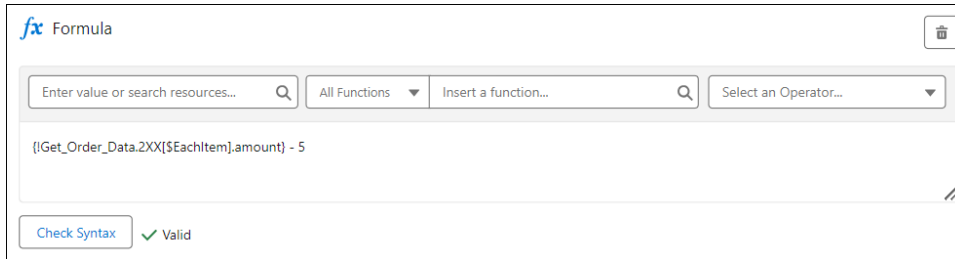 fx Formula
Enter value or search resources... All Functions Insert a function... Select an Operator...
{!Get_Order_Data.2XX[$EachItem].amount} - 5
Check Syntax Valid